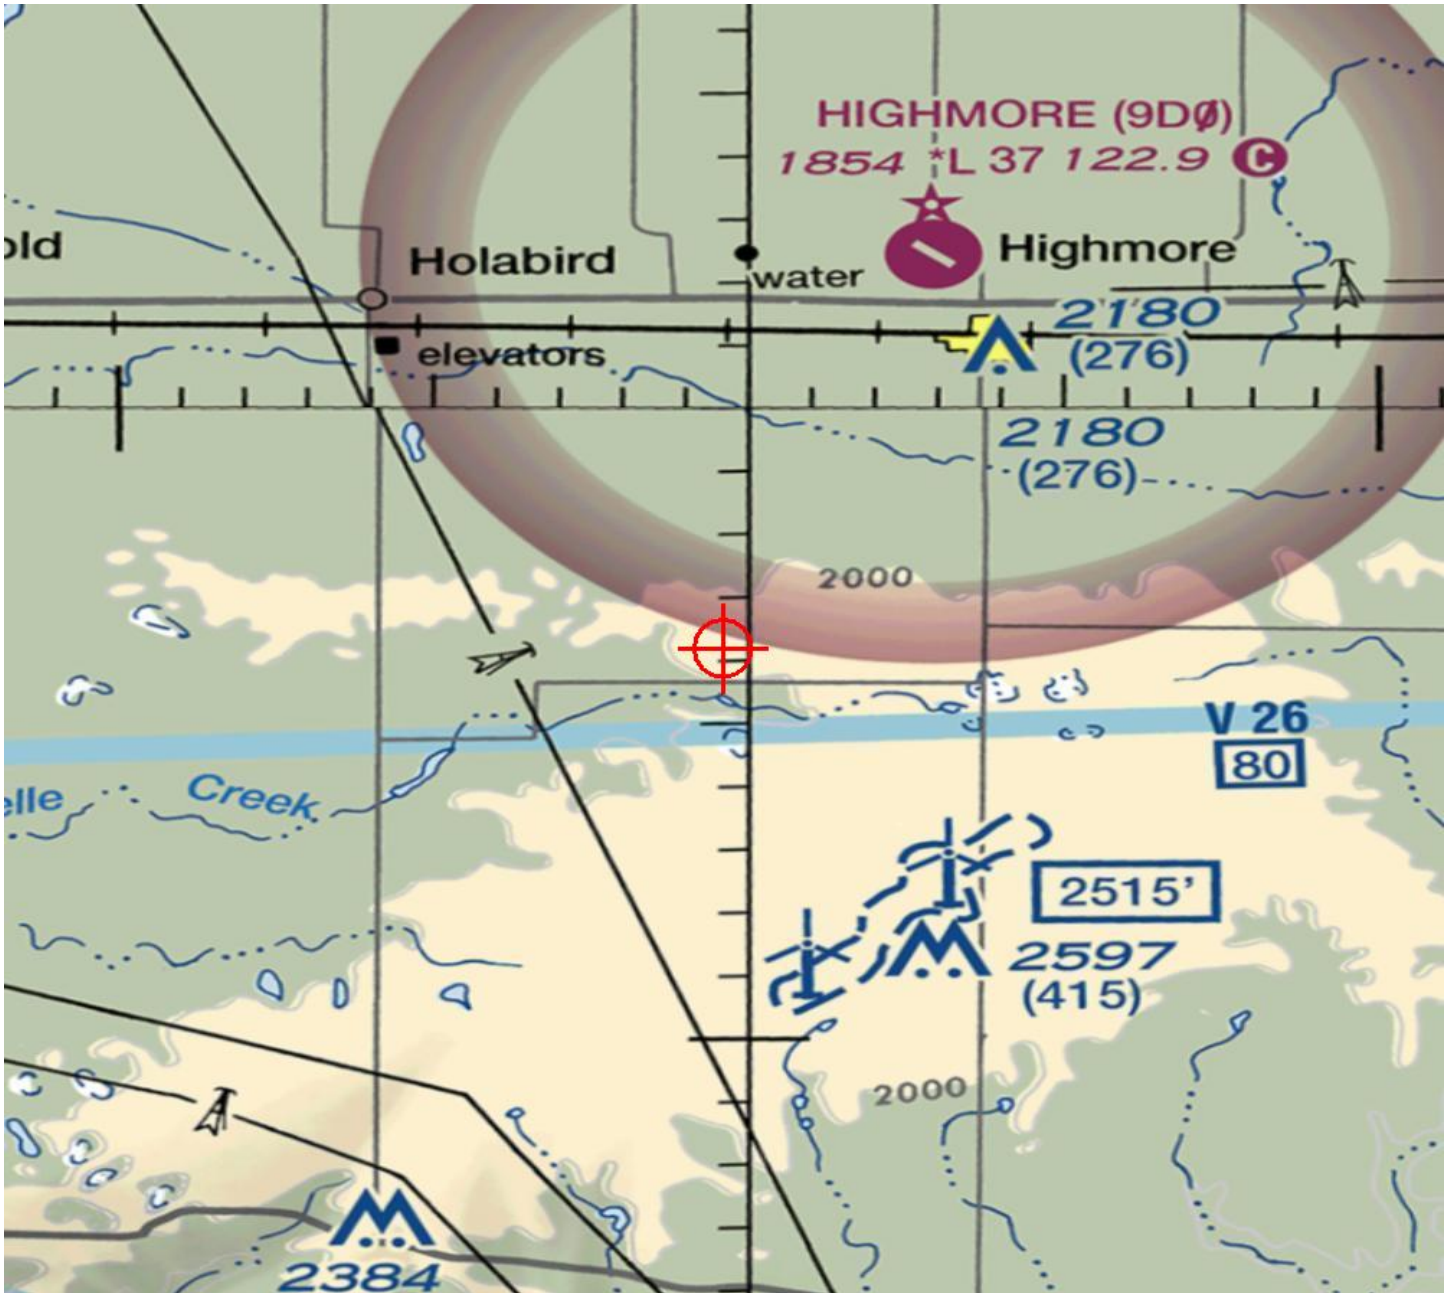 HIGHMORE (9DØ)
1854 *L 37 122.9 C
old
Holabird
Highmore
water
2180
(276)
elevators
2180
(276)
2000
V 26
80
elle Creek
2515'
2597
(415)
2000
2384